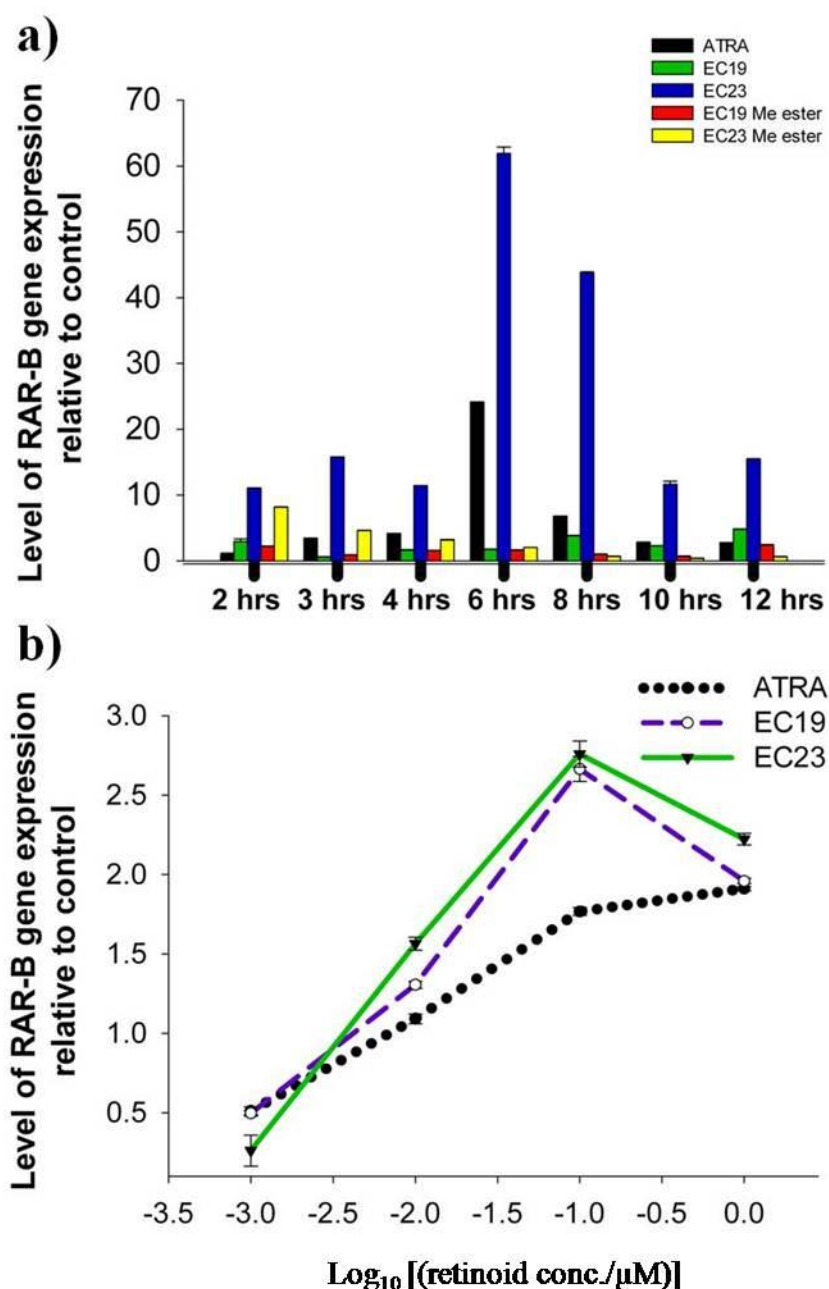 a)
ATRA
EC19
EC23
EC19 Me ester
EC23 Me ester
Level of RAR-B gene expression
relative to control
70
60
50
40
30
20
10
0
2 hrs 3 hrs 4 hrs 6 hrs 8 hrs 10 hrs 12 hrs
b)
ATRA
EC19
EC23
Level of RAR-B gene expression
relative to control
3.0
2.5
2.0
1.5
1.0
0.5
-3.5 -3.0 -2.5 -2.0 -1.5 -1.0 -0.5 0.0
Log₁₀ [(retinoid conc./µM)]